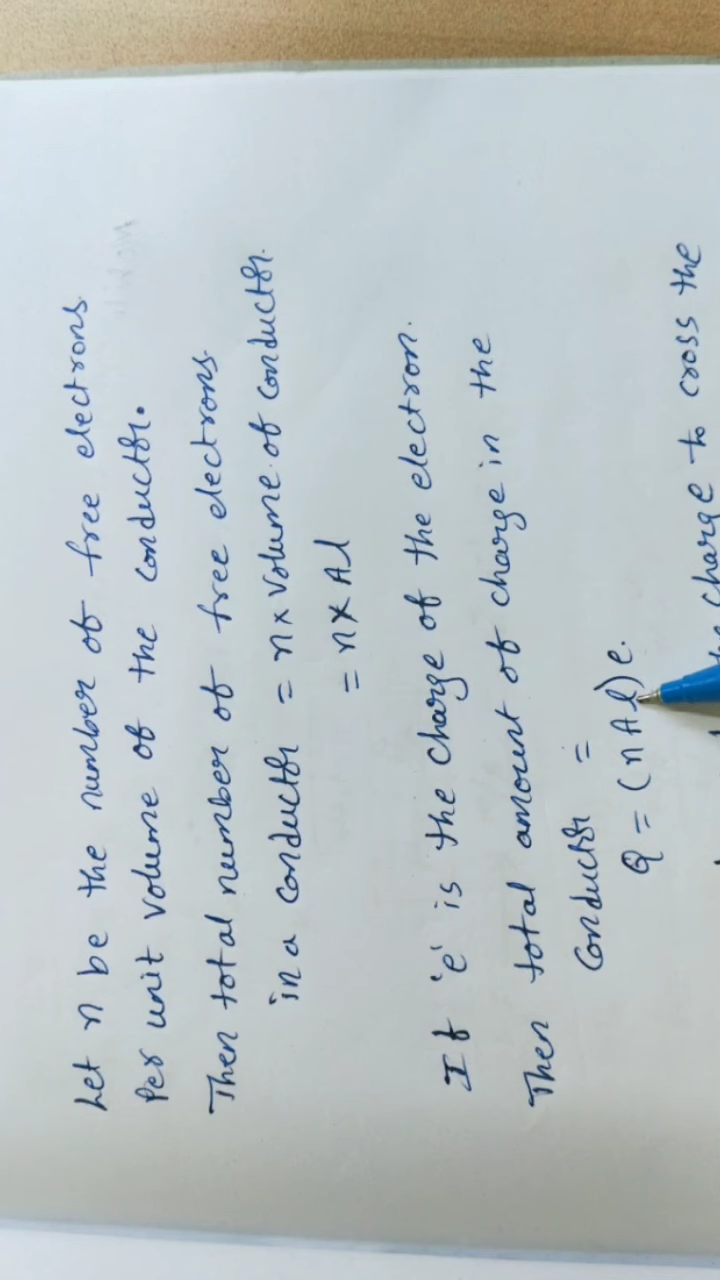 Let n be the number of free electrons.
Per unit volume of the conductor.
Then total number of free electrons.
in a conductor = n x volume of conductor.
= n x Al
If 'e' is the charge of the electron.
Then total amount of charge in the
conductor =
Q = (nAl)e.
charge to cross the